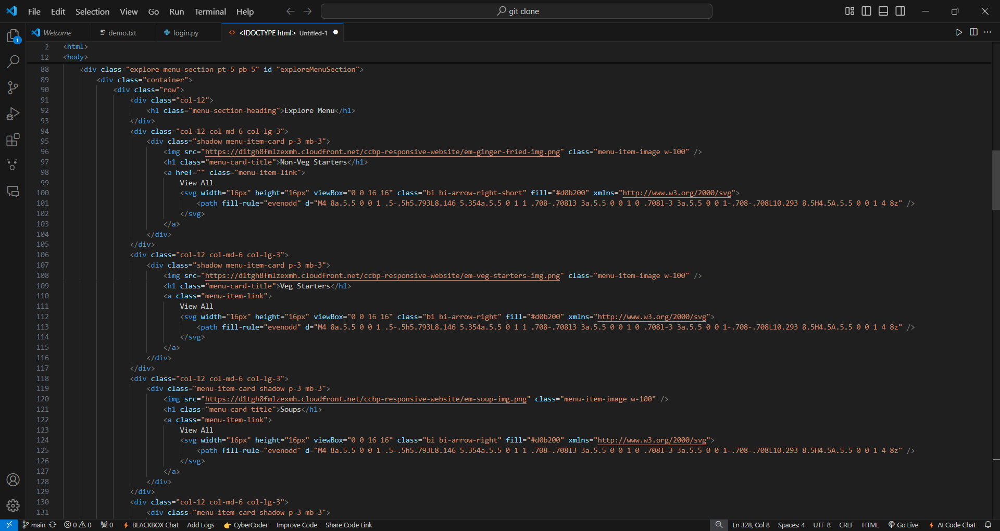 File Edit Selection View Go Run Terminal Help git clone
Welcome demo.txt login.py <> <!DOCTYPE html> Untitled-1
1
2 <html>
12 <body>
88 <div class="explore-menu-section pt-5 pb-5" id="exploreMenuSection">
89 <div class="container">
90 <div class="row">
91 <div class="col-12">
92 <h1 class="menu-section-heading">Explore Menu</h1>
93 </div>
94 <div class="col-12 col-md-6 col-lg-3">
95 <div class="shadow menu-item-card p-3 mb-3">
96 <img src="https://d1tgh8fmlzexmh.cloudfront.net/ccbp-responsive-website/em-ginger-fried-img.png" class="menu-item-image w-100" />
97 <h1 class="menu-card-title">Non-Veg Starters</h1>
98 <a href="" class="menu-item-link">
99 View All
100 <svg width="16px" height="16px" viewBox="0 0 16 16" class="bi bi-arrow-right-short" fill="#d0b200" xmlns="http://www.w3.org/2000/svg">
101 <path fill-rule="evenodd" d="M4 8a.5.5 0 0 1 .5-.5h5.793L8.146 5.354a.5.5 0 1 1 .708-.708l3 3a.5.5 0 0 1 0 .708l-3 3a.5.5 0 0 1-.708-.708L10.293 8.5H4.5A.5.5 0 0 1 4 8z" />
102 </svg>
103 </a>
104 </div>
105 </div>
106 <div class="col-12 col-md-6 col-lg-3">
107 <div class="shadow menu-item-card p-3 mb-3">
108 <img src="https://d1tgh8fmlzexmh.cloudfront.net/ccbp-responsive-website/em-veg-starters-img.png" class="menu-item-image w-100" />
109 <h1 class="menu-card-title">Veg Starters</h1>
110 <a class="menu-item-link">
111 View All
112 <svg width="16px" height="16px" viewBox="0 0 16 16" class="bi bi-arrow-right" fill="#d0b200" xmlns="http://www.w3.org/2000/svg">
113 <path fill-rule="evenodd" d="M4 8a.5.5 0 0 1 .5-.5h5.793L8.146 5.354a.5.5 0 1 1 .708-.708l3 3a.5.5 0 0 1 0 .708l-3 3a.5.5 0 0 1-.708-.708L10.293 8.5H4.5A.5.5 0 0 1 4 8z" />
114 </svg>
115 </a>
116 </div>
117 </div>
118 <div class="col-12 col-md-6 col-lg-3">
119 <div class="menu-item-card shadow p-3 mb-3">
120 <img src="https://d1tgh8fmlzexmh.cloudfront.net/ccbp-responsive-website/em-soup-img.png" class="menu-item-image w-100" />
121 <h1 class="menu-card-title">Soups</h1>
122 <a class="menu-item-link">
123 View All
124 <svg width="16px" height="16px" viewBox="0 0 16 16" class="bi bi-arrow-right" fill="#d0b200" xmlns="http://www.w3.org/2000/svg">
125 <path fill-rule="evenodd" d="M4 8a.5.5 0 0 1 .5-.5h5.793L8.146 5.354a.5.5 0 1 1 .708-.708l3 3a.5.5 0 0 1 0 .708l-3 3a.5.5 0 0 1-.708-.708L10.293 8.5H4.5A.5.5 0 0 1 4 8z" />
126 </svg>
127 </a>
128 </div>
129 </div>
130 <div class="col-12 col-md-6 col-lg-3">
131 <div class="menu-item-card shadow p-3 mb-3">
main 0 0 0 BLACKBOX Chat Add Logs CyberCoder Improve Code Share Code Link Ln 328, Col 8 Spaces: 4 UTF-8 CRLF HTML Go Live AI Code Chat